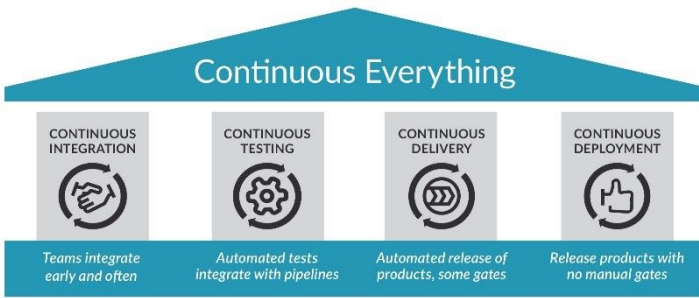 Continuous Everything
CONTINUOUS
INTEGRATION
CONTINUOUS
TESTING
CONTINUOUS
DELIVERY
CONTINUOUS
DEPLOYMENT
Teams integrate
early and often
Automated tests
integrate with pipelines
Automated release of
products, some gates
Release products with
no manual gates